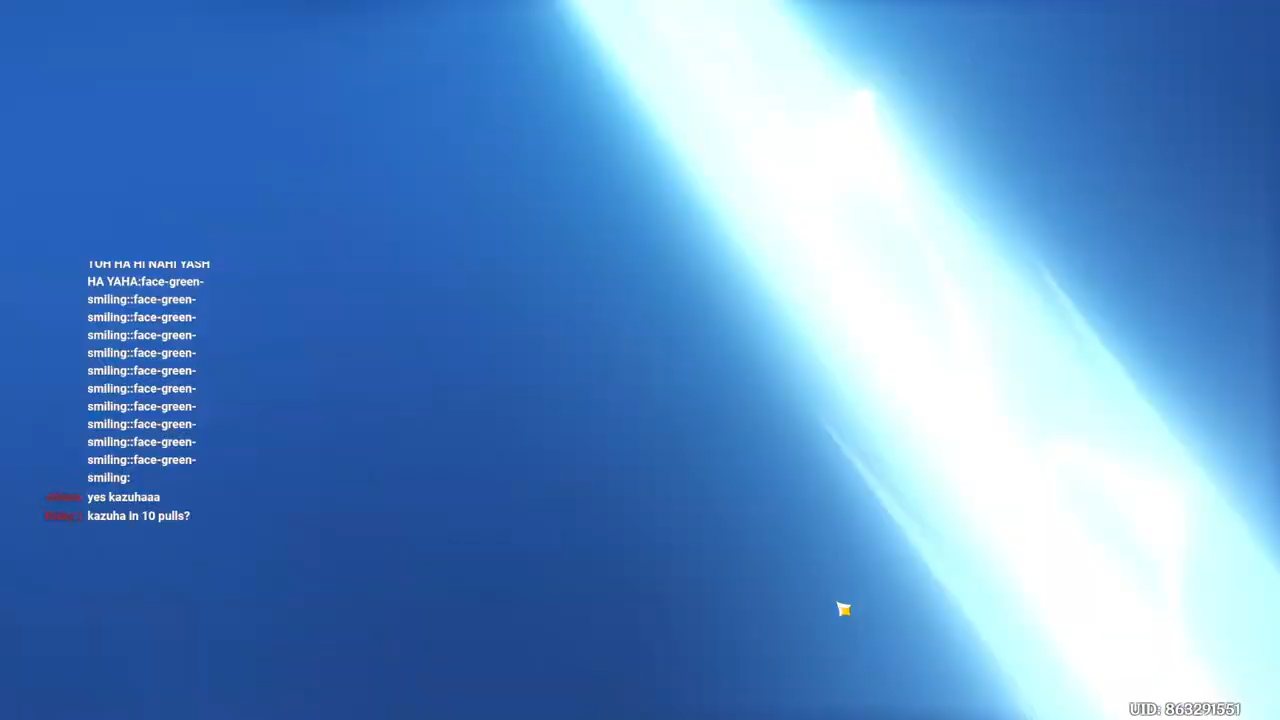 TOH HA HI NAHI YASH
HA YAHA:face-green-
smiling::face-green-
smiling::face-green-
smiling::face-green-
smiling::face-green-
smiling::face-green-
smiling::face-green-
smiling::face-green-
smiling::face-green-
smiling::face-green-
smiling::face-green-
smiling:
yes kazuhaaa
kazuha in 10 pulls?
UID: 863291551